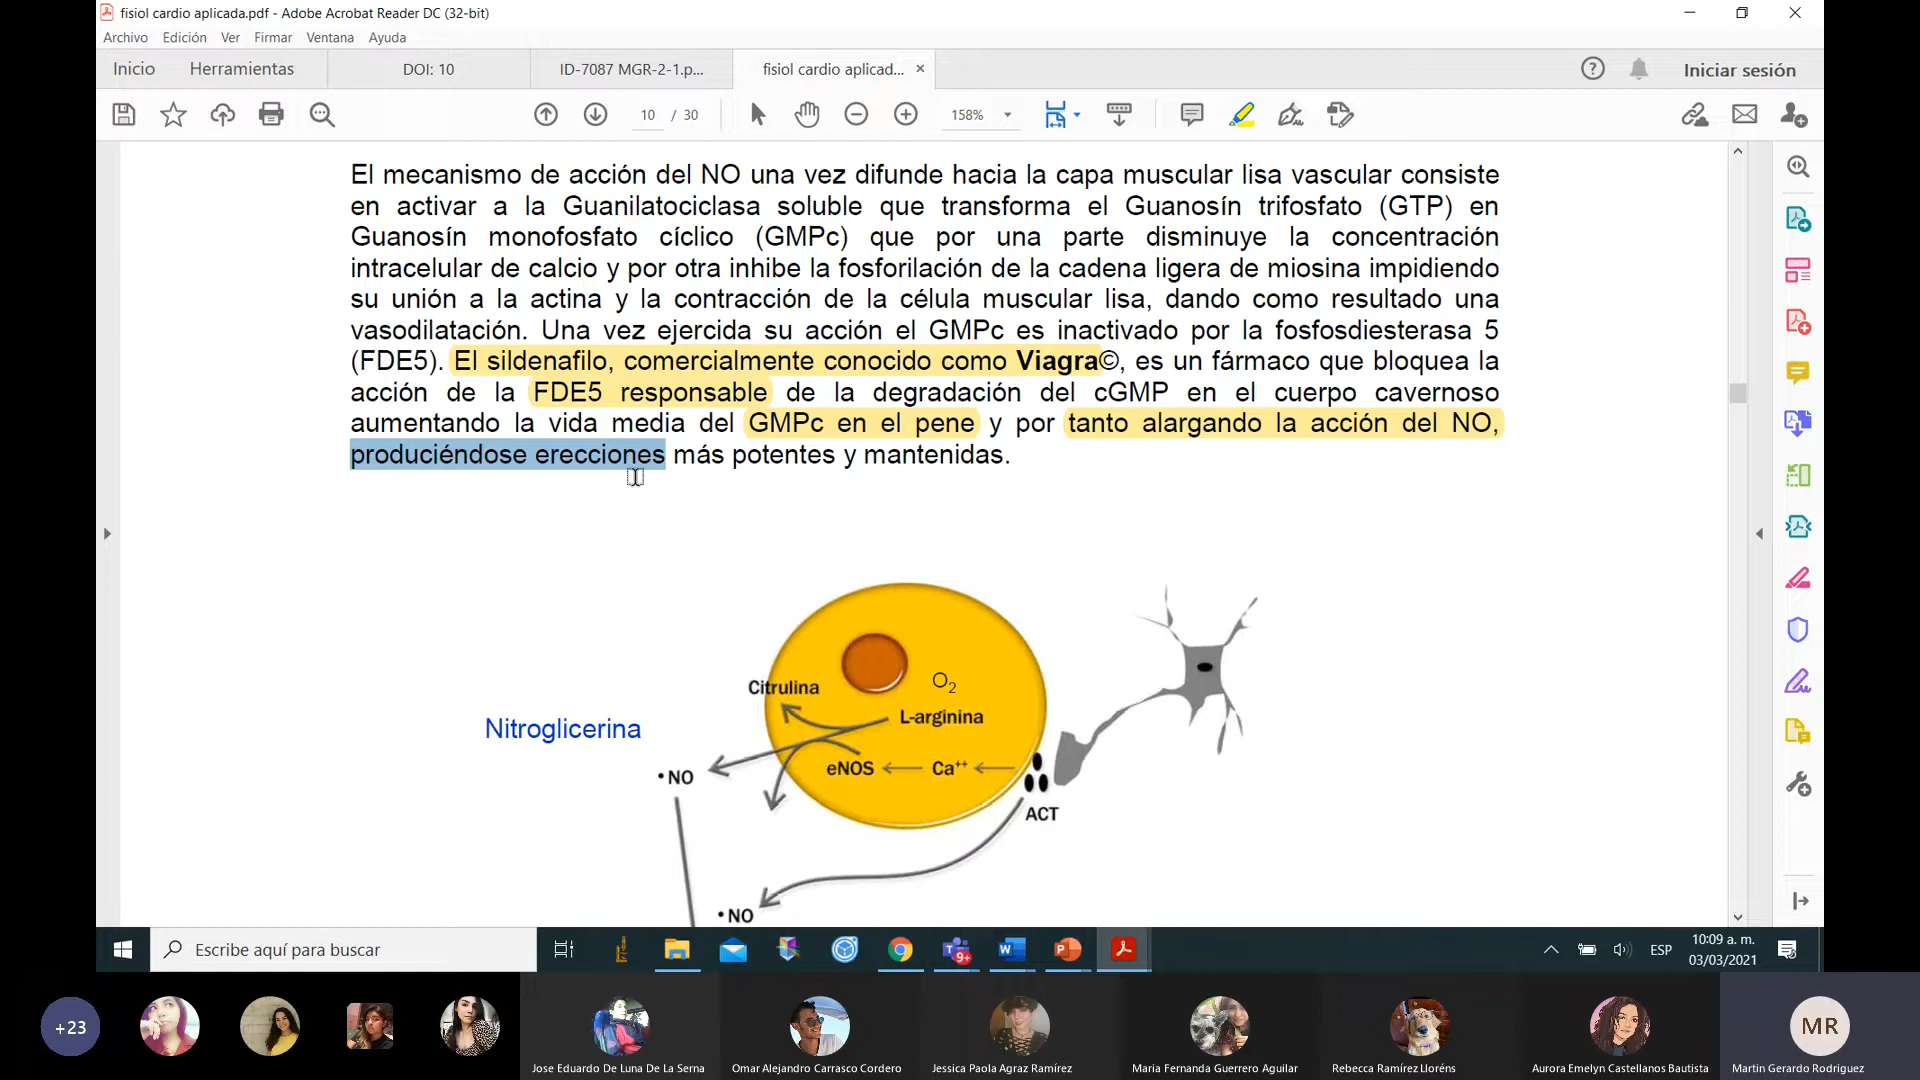 fisiol cardio aplicada.pdf - Adobe Acrobat Reader DC (32-bit)
Archivo Edición Ver Firmar Ventana Ayuda
Inicio Herramientas DOI: 10 ID-7087 MGR-2-1.p... fisiol cardio aplicad... × Iniciar sesión
10 / 30 158%
El mecanismo de acción del NO una vez difunde hacia la capa muscular lisa vascular consiste
en activar a la Guanilatociclasa soluble que transforma el Guanosín trifosfato (GTP) en
Guanosín monofosfato cíclico (GMPc) que por una parte disminuye la concentración
intracelular de calcio y por otra inhibe la fosforilación de la cadena ligera de miosina impidiendo
su unión a la actina y la contracción de la célula muscular lisa, dando como resultado una
vasodilatación. Una vez ejercida su acción el GMPc es inactivado por la fosfosdiesterasa 5
(FDE5). El sildenafilo, comercialmente conocido como Viagra©, es un fármaco que bloquea la
acción de la FDE5 responsable de la degradación del cGMP en el cuerpo cavernoso
aumentando la vida media del GMPc en el pene y por tanto alargando la acción del NO,
produciéndose erecciones más potentes y mantenidas.
Citrulina
O2
L-arginina
Nitroglicerina
•NO
eNOS
Ca++
ACT
•NO
Escribe aquí para buscar
9+
ESP
10:09 a. m.
03/03/2021
+23
Jose Eduardo De Luna De La Serna
Omar Alejandro Carrasco Cordero
Jessica Paola Agraz Ramírez
Maria Fernanda Guerrero Aguilar
Rebecca Ramírez Lloréns
Aurora Emelyn Castellanos Bautista
MR
Martin Gerardo Rodriguez